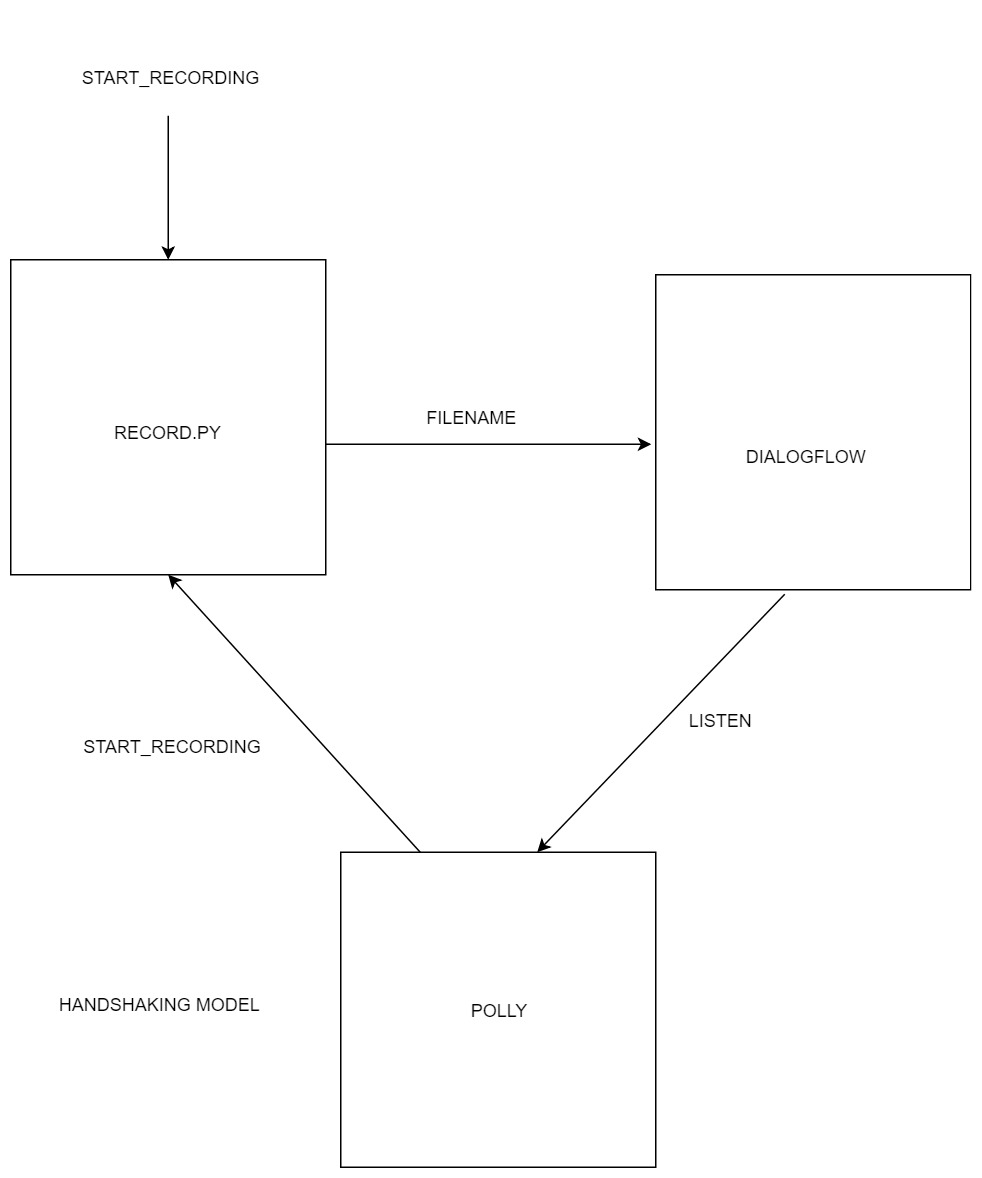 START_RECORDING
RECORD.PY
FILENAME
DIALOGFLOW
LISTEN
START_RECORDING
HANDSHAKING MODEL
POLLY